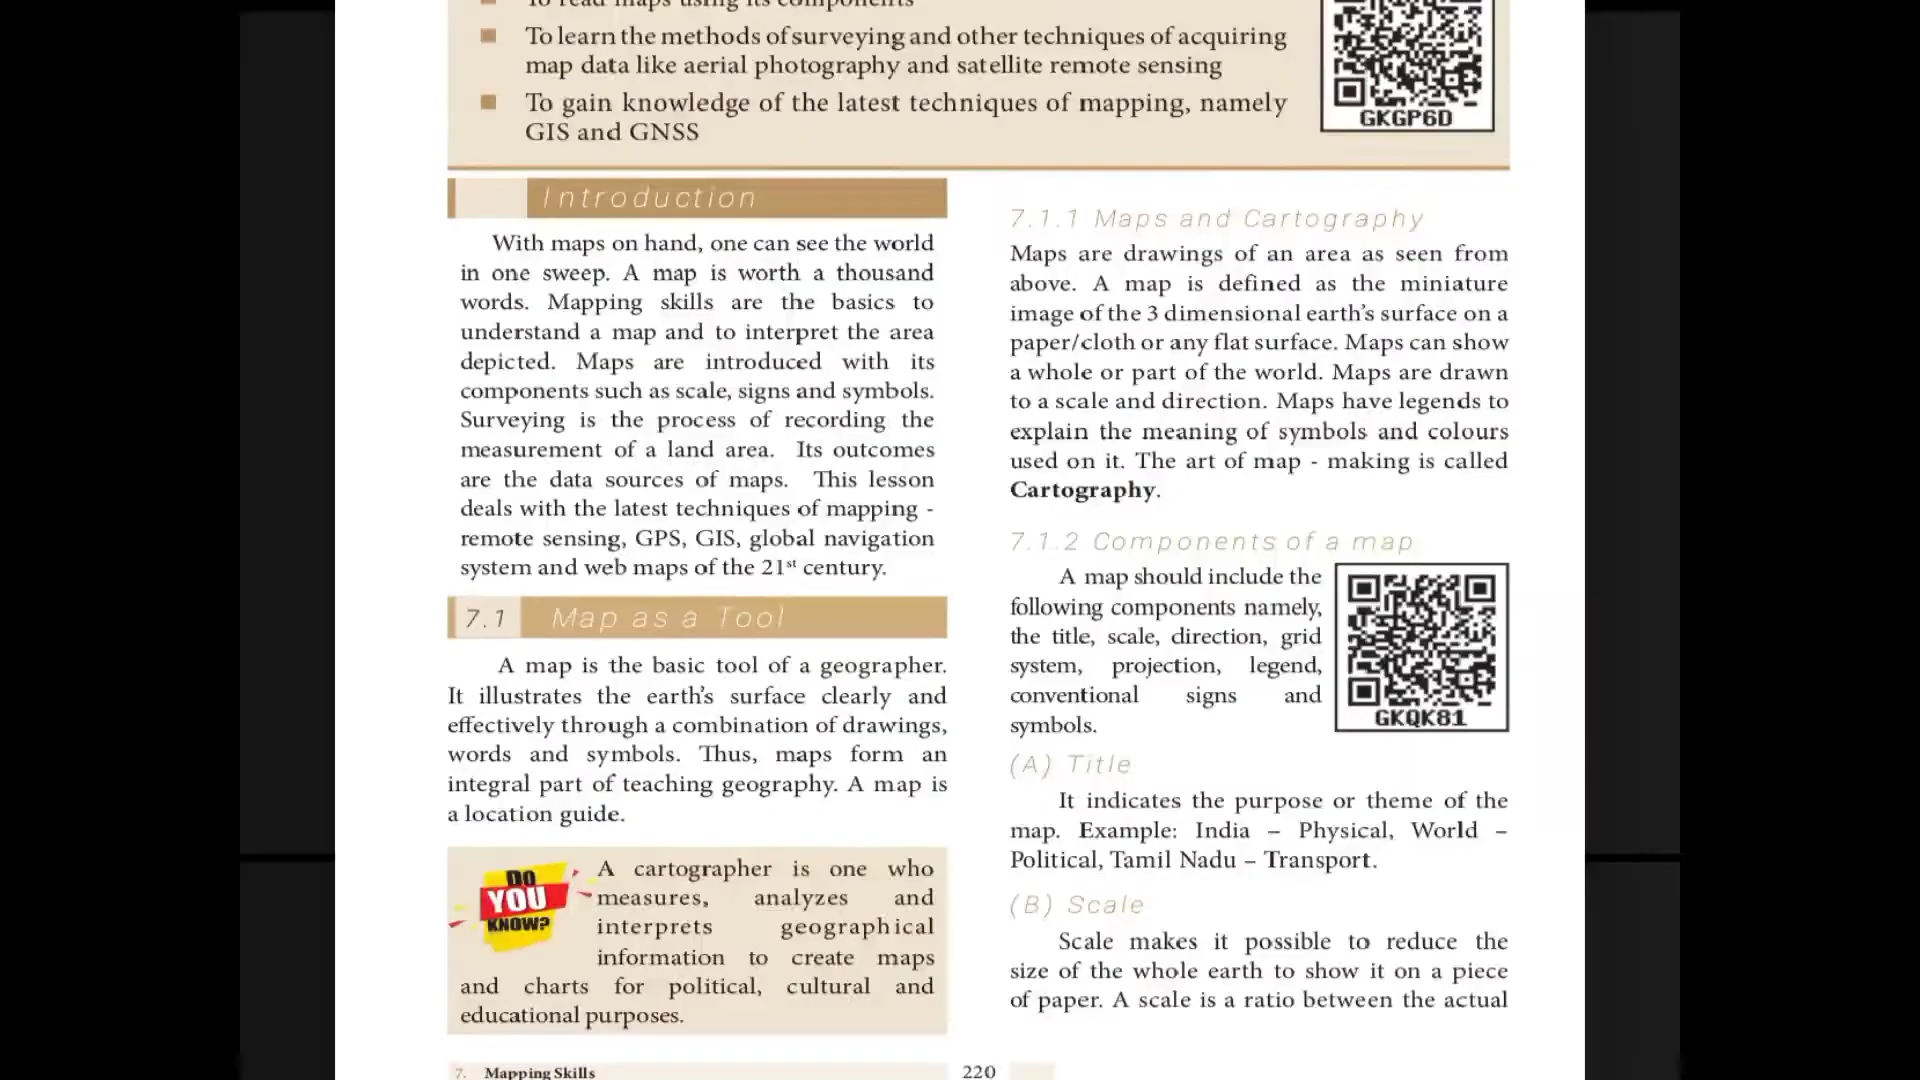 To read maps using its components
To learn the methods of surveying and other techniques of acquiring
map data like aerial photography and satellite remote sensing
To gain knowledge of the latest techniques of mapping, namely
GIS and GNSS
GKGP6D
Introduction
With maps on hand, one can see the world
in one sweep. A map is worth a thousand
words. Mapping skills are the basics to
understand a map and to interpret the area
depicted. Maps are introduced with its
components such as scale, signs and symbols.
Surveying is the process of recording the
measurement of a land area. Its outcomes
are the data sources of maps. This lesson
deals with the latest techniques of mapping -
remote sensing, GPS, GIS, global navigation
system and web maps of the 21st century.
7.1 Map as a Tool
A map is the basic tool of a geographer.
It illustrates the earth's surface clearly and
effectively through a combination of drawings,
words and symbols. Thus, maps form an
integral part of teaching geography. A map is
a location guide.
DO
YOU
KNOW?
A cartographer is one who
measures, analyzes and
interprets geographical
information to create maps
and charts for political, cultural and
educational purposes.
7.1.1 Maps and Cartography
Maps are drawings of an area as seen from
above. A map is defined as the miniature
image of the 3 dimensional earth's surface on a
paper/cloth or any flat surface. Maps can show
a whole or part of the world. Maps are drawn
to a scale and direction. Maps have legends to
explain the meaning of symbols and colours
used on it. The art of map - making is called
Cartography.
7.1.2 Components of a map
A map should include the
following components namely,
the title, scale, direction, grid
system, projection, legend,
conventional signs and
symbols.
GKQK81
(A) Title
It indicates the purpose or theme of the
map. Example: India – Physical, World –
Political, Tamil Nadu – Transport.
(B) Scale
Scale makes it possible to reduce the
size of the whole earth to show it on a piece
of paper. A scale is a ratio between the actual
7. Mapping Skills
220